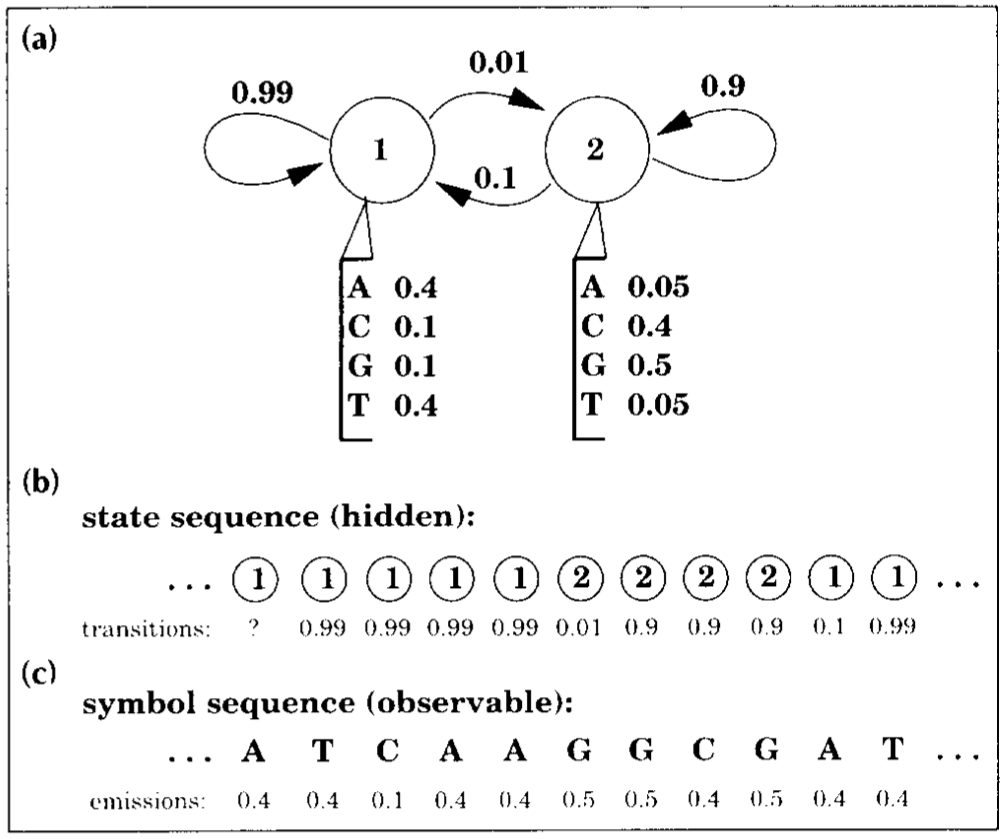 (a)
0.01
0.99
0.9
1
2
0.1
A 0.4
C 0.1
G 0.1
T 0.4
A 0.05
C 0.4
G 0.5
T 0.05
(b)
state sequence (hidden):
... 1 1 1 1 1 2 2 2 2 1 1 ...
transitions: ? 0.99 0.99 0.99 0.99 0.01 0.9 0.9 0.9 0.1 0.99
(c)
symbol sequence (observable):
... A T C A A G G C G A T ...
emissions: 0.4 0.4 0.1 0.4 0.4 0.5 0.5 0.4 0.5 0.4 0.4